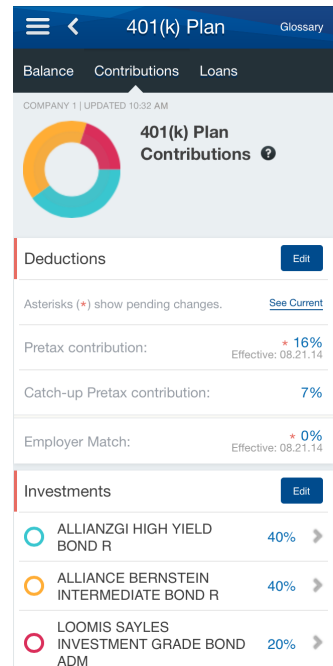 401(k) Plan
Glossary
Balance Contributions Loans
COMPANY 1 | UPDATED 10:32 AM
401(k) Plan
Contributions ?
Deductions
Edit
Asterisks (*) show pending changes.
See Current
Pretax contribution:
* 16%
Effective: 08.21.14
Catch-up Pretax contribution:
7%
Employer Match:
* 0%
Effective: 08.21.14
Investments
Edit
ALLIANZGI HIGH YIELD
BOND R
40%
ALLIANCE BERNSTEIN
INTERMEDIATE BOND R
40%
LOOMIS SAYLES
INVESTMENT GRADE BOND
ADM
20%